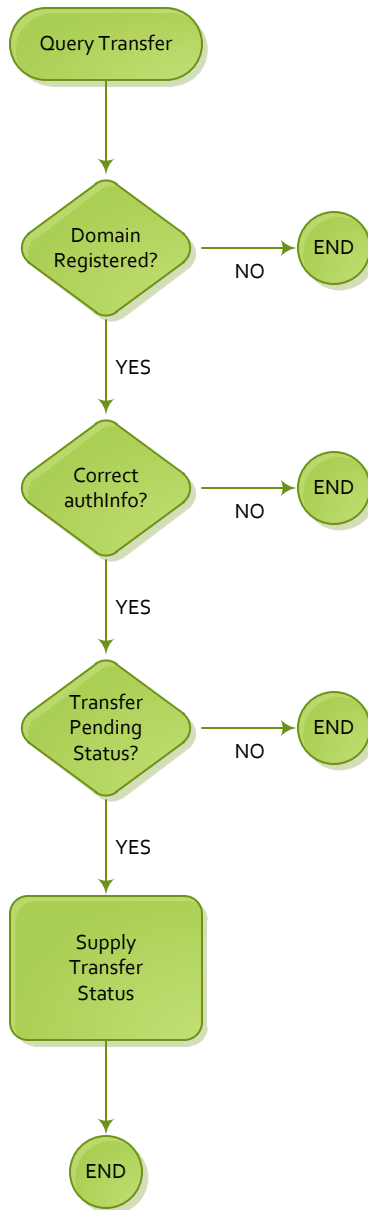 Query Transfer
Domain
Registered?
NO
END
YES
Correct
authInfo?
NO
END
YES
Transfer
Pending
Status?
NO
END
YES
Supply
Transfer
Status
END